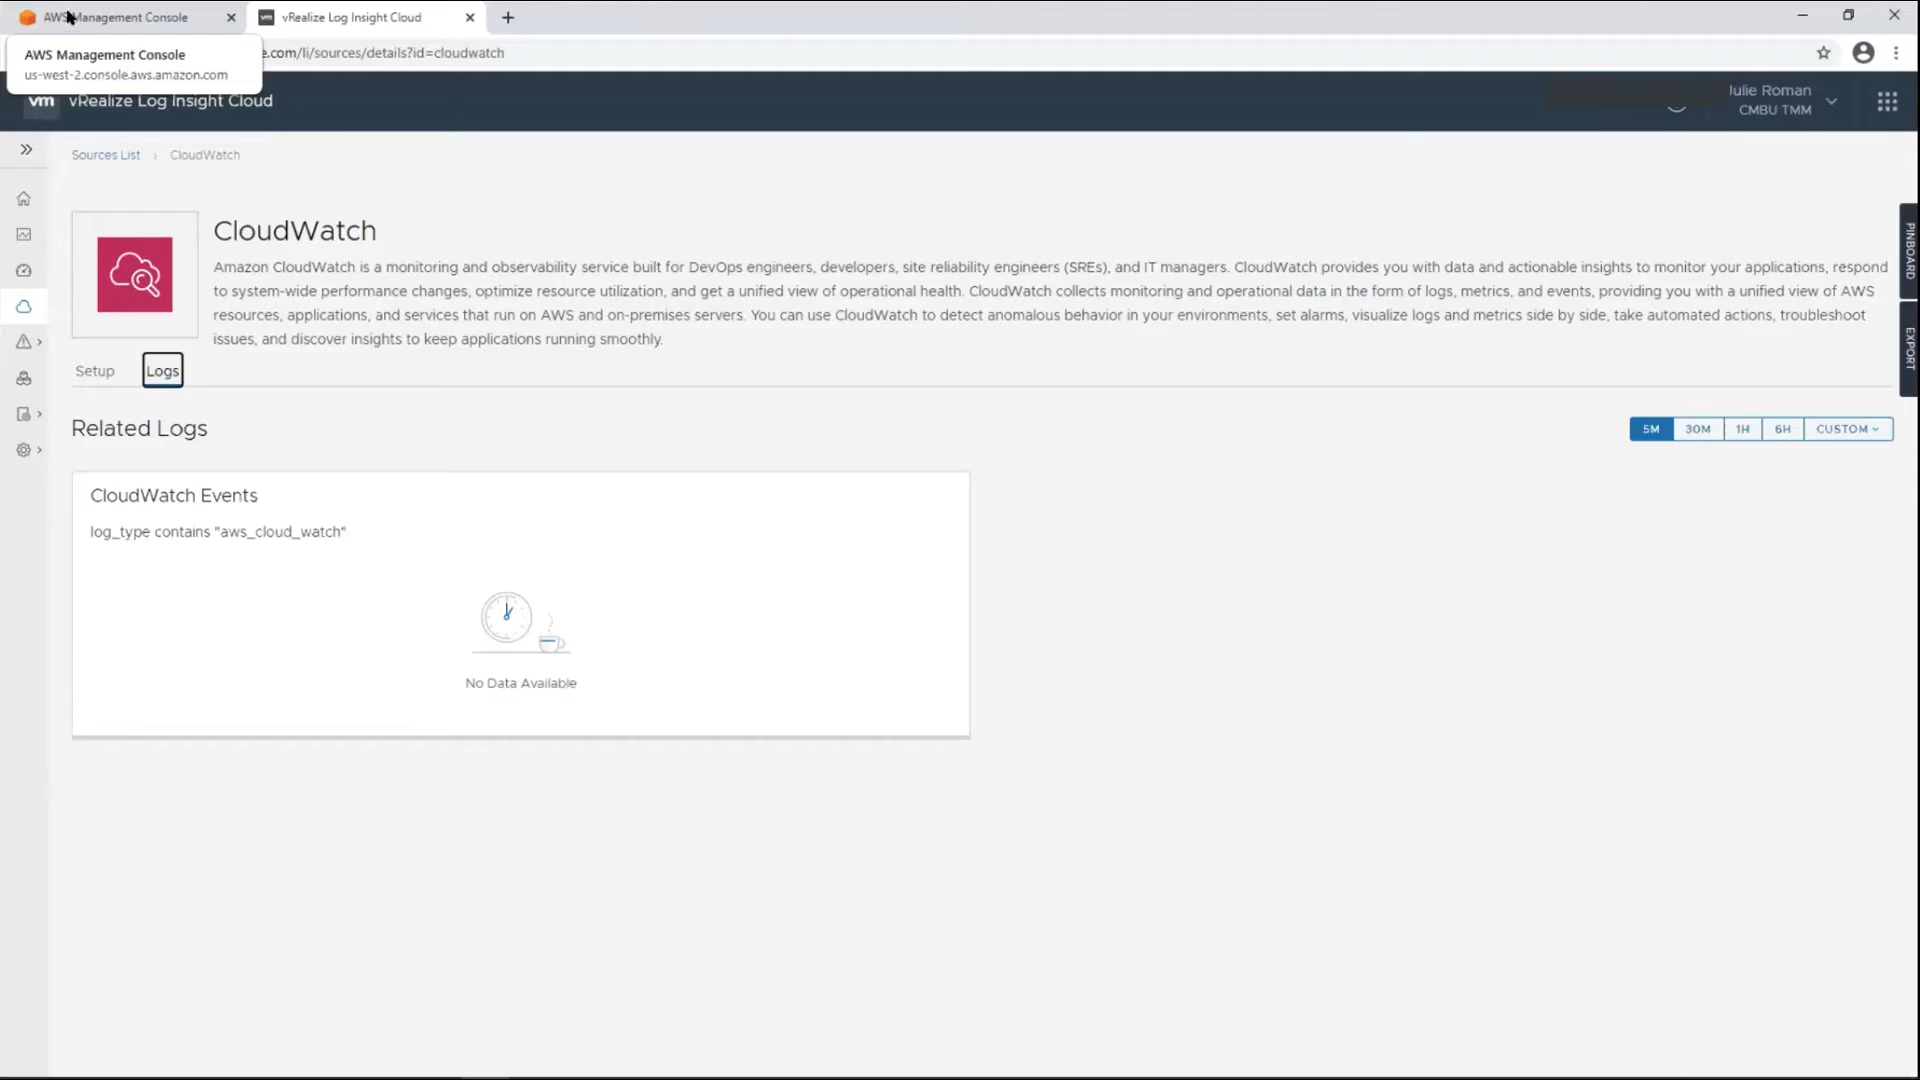 AWS Management Console
vRealize Log Insight Cloud
AWS Management Console
us-west-2.console.aws.amazon.com
e.com/li/sources/details?id=cloudwatch
vm vRealize Log Insight Cloud
Julie Roman
CMBU TMM
Sources List > CloudWatch
CloudWatch
Amazon CloudWatch is a monitoring and observability service built for DevOps engineers, developers, site reliability engineers (SREs), and IT managers. CloudWatch provides you with data and actionable insights to monitor your applications, respond
to system-wide performance changes, optimize resource utilization, and get a unified view of operational health. CloudWatch collects monitoring and operational data in the form of logs, metrics, and events, providing you with a unified view of AWS
resources, applications, and services that run on AWS and on-premises servers. You can use CloudWatch to detect anomalous behavior in your environments, set alarms, visualize logs and metrics side by side, take automated actions, troubleshoot
issues, and discover insights to keep applications running smoothly.
PINBOARD
EXPORT
Setup Logs
Related Logs
5M 30M 1H 6H CUSTOM
CloudWatch Events
log_type contains "aws_cloud_watch"
No Data Available